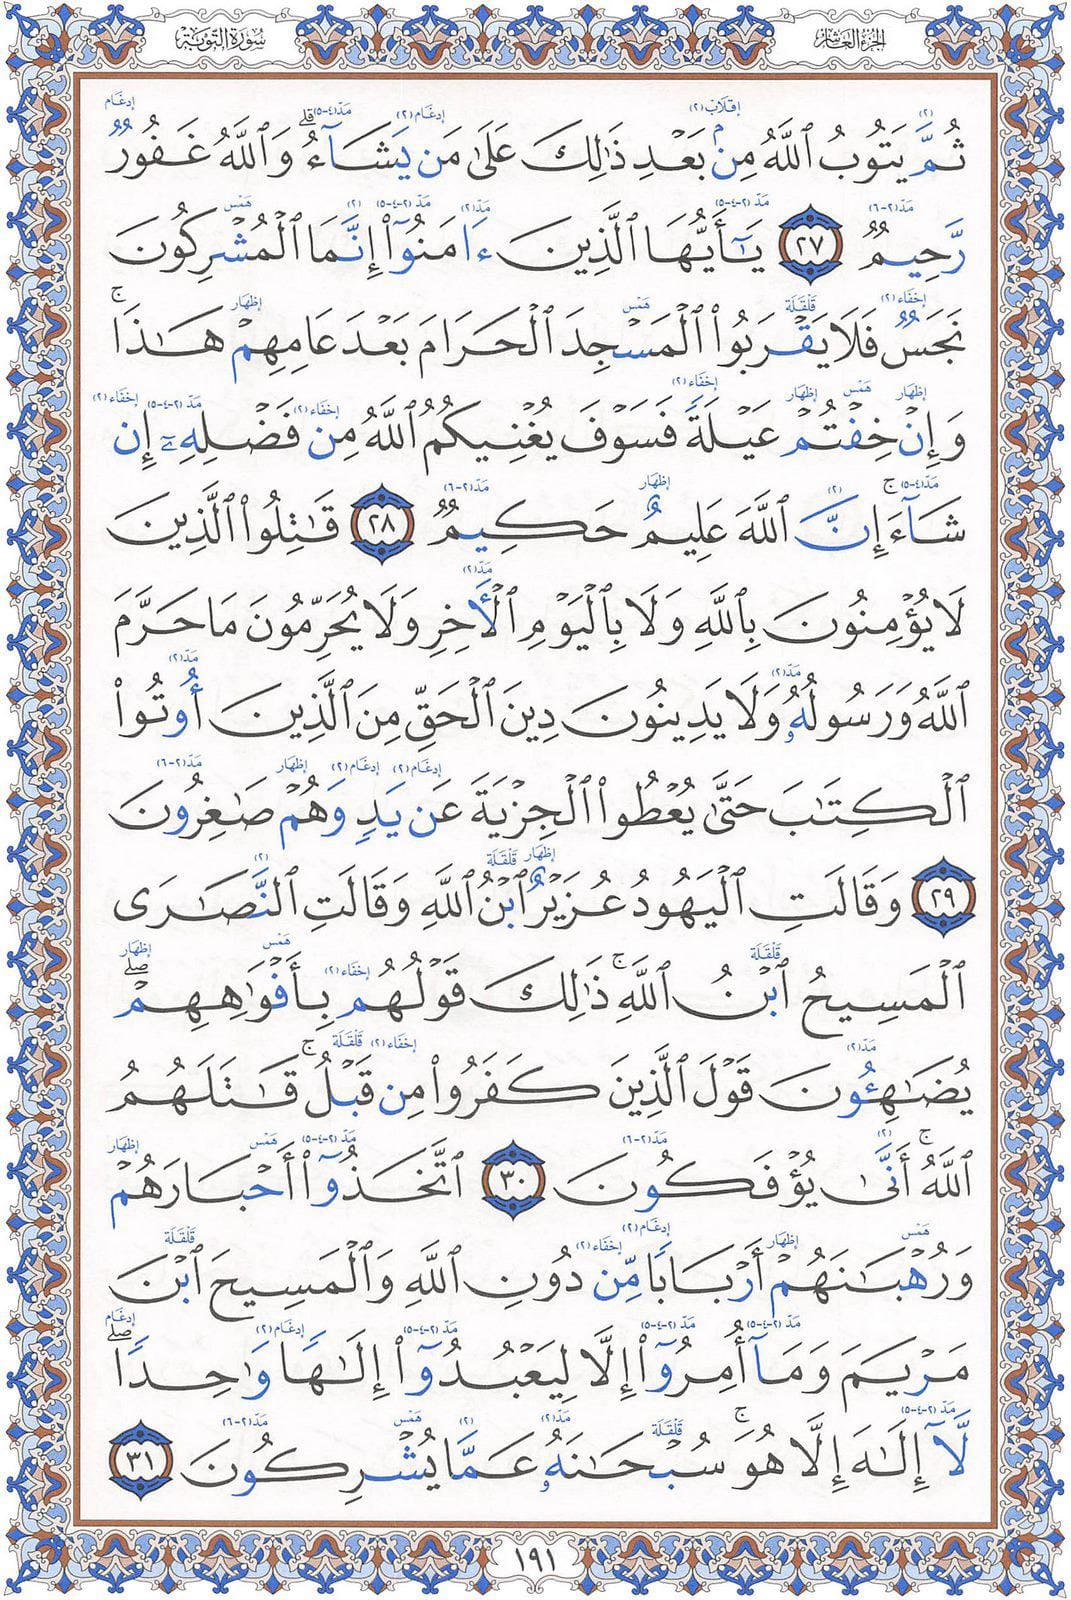 الجزء العاشر
سورة التوبة
ثُمَّ يَتُوبُ ٱللَّهُ مِنۢ بَعۡدِ ذَٰلِكَ عَلَىٰ مَن يَشَآءُۗ وَٱللَّهُ غَفُورٞ
رَّحِيمٞ ٢٧ يَٰٓأَيُّهَا ٱلَّذِينَ ءَامَنُوٓاْ إِنَّمَا ٱلۡمُشۡرِكُونَ
نَجَسٞ فَلَا يَقۡرَبُواْ ٱلۡمَسۡجِدَ ٱلۡحَرَامَ بَعۡدَ عَامِهِمۡ هَٰذَاۚ
وَإِنۡ خِفۡتُمۡ عَيۡلَةٗ فَسَوۡفَ يُغۡنِيكُمُ ٱللَّهُ مِن فَضۡلِهِۦٓ إِن
شَآءَۚ إِنَّ ٱللَّهَ عَلِيمٌ حَكِيمٞ ٢٨ قَٰتِلُواْ ٱلَّذِينَ
لَا يُؤۡمِنُونَ بِٱللَّهِ وَلَا بِٱلۡيَوۡمِ ٱلۡأٓخِرِ وَلَا يُحَرِّمُونَ مَا حَرَّمَ
ٱللَّهُ وَرَسُولُهُۥ وَلَا يَدِينُونَ دِينَ ٱلۡحَقِّ مِنَ ٱلَّذِينَ أُوتُواْ
ٱلۡكِتَٰبَ حَتَّىٰ يُعۡطُواْ ٱلۡجِزۡيَةَ عَن يَدٖ وَهُمۡ صَٰغِرُونَ
٢٩ وَقَالَتِ ٱلۡيَهُودُ عُزَيۡرٌ ٱبۡنُ ٱللَّهِ وَقَالَتِ ٱلنَّصَٰرَى
ٱلۡمَسِيحُ ٱبۡنُ ٱللَّهِۖ ذَٰلِكَ قَوۡلُهُم بِأَفۡوَٰهِهِمۡۖ
يُضَٰهِـُٔونَ قَوۡلَ ٱلَّذِينَ كَفَرُواْ مِن قَبۡلُۚ قَٰتَلَهُمُ
ٱللَّهُۚ أَنَّىٰ يُؤۡفَكُونَ ٣٠ ٱتَّخَذُوٓاْ أَحۡبَارَهُمۡ
وَرُهۡبَٰنَهُمۡ أَرۡبَابٗا مِّن دُونِ ٱللَّهِ وَٱلۡمَسِيحَ ٱبۡنَ
مَرۡيَمَ وَمَآ أُمِرُوٓاْ إِلَّا لِيَعۡبُدُوٓاْ إِلَٰهٗا وَٰحِدٗاۖ
لَّآ إِلَٰهَ إِلَّا هُوَۚ سُبۡحَٰنَهُۥ عَمَّا يُشۡرِكُونَ ٣١
١٩١